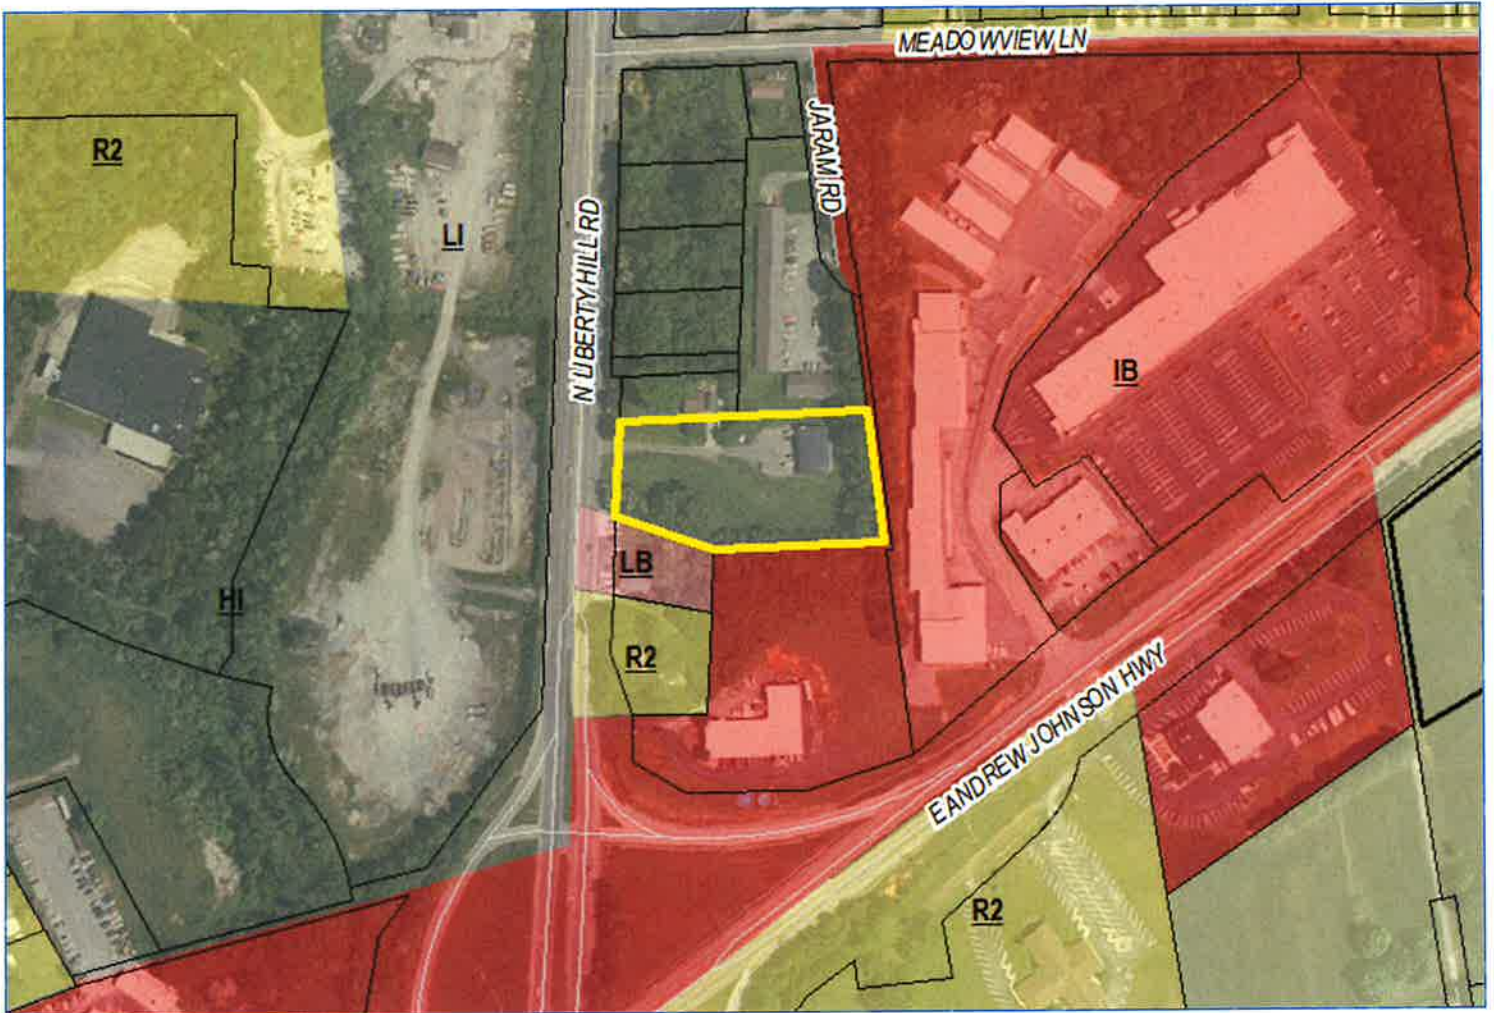 MEADOWVIEW LN
JARAM RD
R2
LI
N LIBERTY HILL RD
IB
LB
HI
R2
E ANDREW JOHNSON HWY
R2